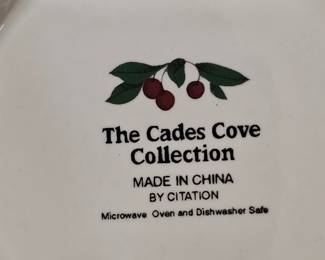 The Cades Cove
Collection
MADE IN CHINA
BY CITATION
Microwave Oven and Dishwasher Safe